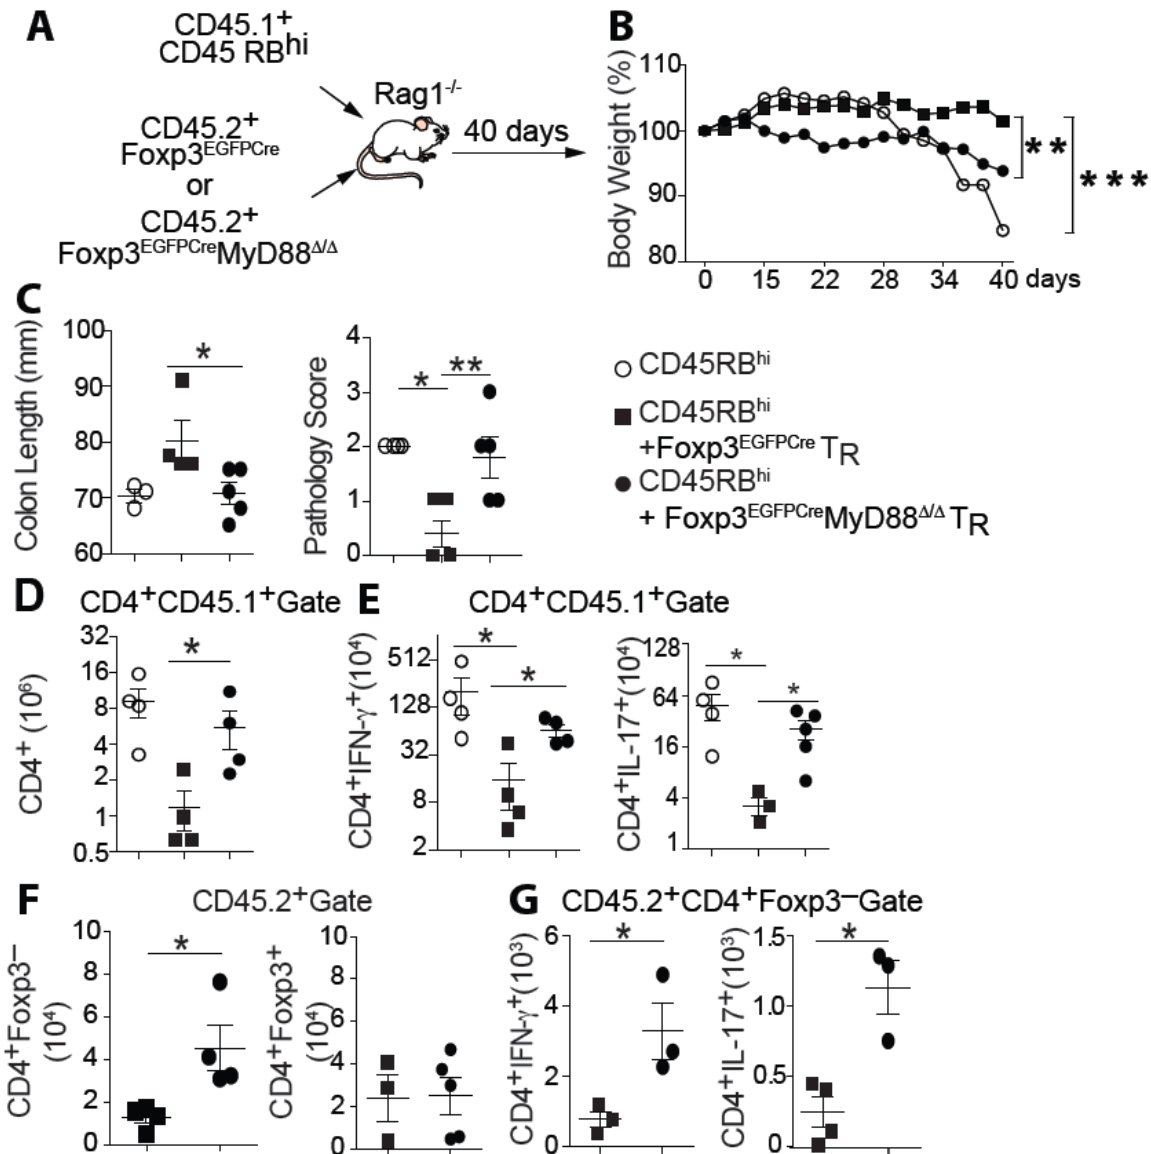 A
CD45.1+
CD45 RBhi
CD45.2+
Foxp3EGFPCre
or
CD45.2+
Foxp3EGFPCreMyD88Δ/Δ
Rag1-/-
40 days
B
Body Weight (%)
110
100
90
80
0 15 22 28 34 40 days
**
***
C
Colon Length (mm)
100
90
80
70
60
*
Pathology Score
4
3
2
1
0
*
**
CD45RBhi
CD45RBhi
+Foxp3EGFPCre TR
CD45RBhi
+ Foxp3EGFPCreMyD88Δ/Δ TR
D
CD4+CD45.1+Gate
CD4+ (106)
32
16
8
4
2
1
0.5
*
E
CD4+CD45.1+Gate
CD4+IFN-γ+(104)
512
128
32
8
2
*
*
CD4+IL-17+(104)
128
64
16
4
1
*
*
F
CD45.2+Gate
CD4+Foxp3–
(104)
10
8
6
4
2
0
*
CD4+Foxp3+
(104)
10
8
6
4
2
0
G
CD45.2+CD4+Foxp3–Gate
CD4+IFN-γ+(103)
6
4
2
0
*
CD4+IL-17+(103)
1.5
1.0
0.5
0
*